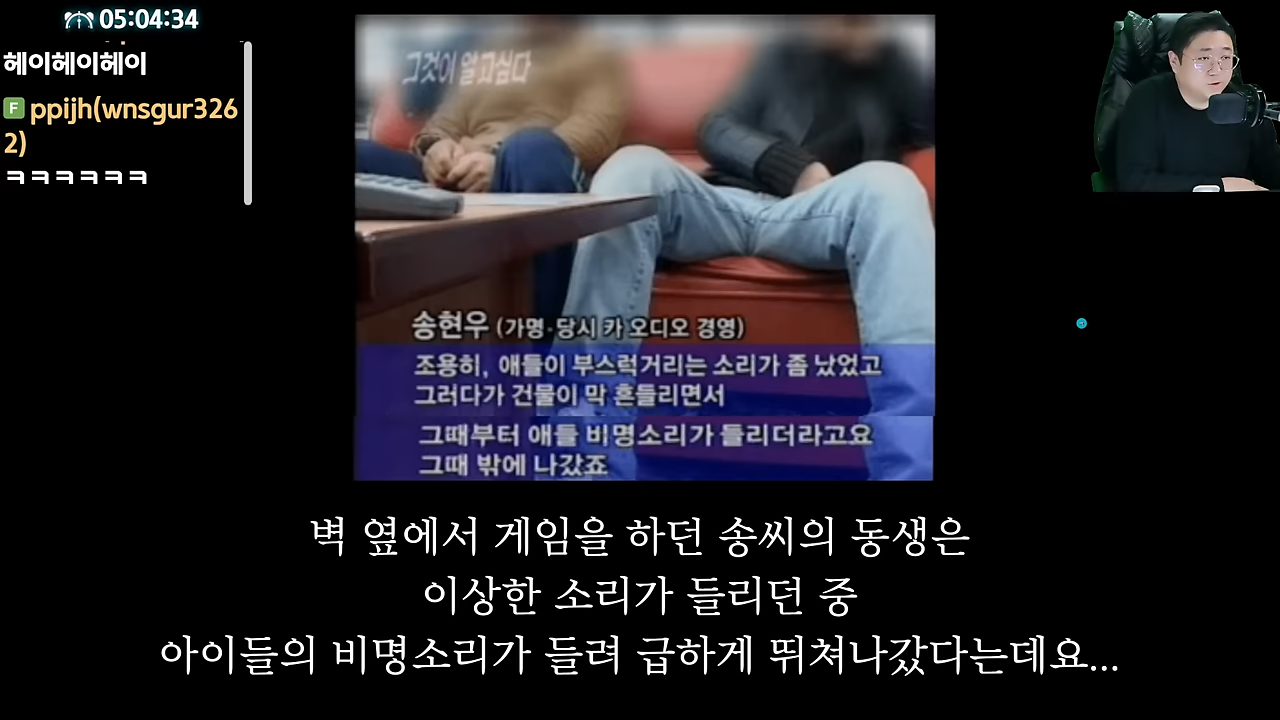 05:04:34
헤이헤이헤이
F ppijh(wnsgur326
2)
ㅋㅋㅋㅋㅋㅋ
그것이 알고싶다
송현우 (가명·당시 카 오디오 경영)
조용히, 애들이 부스럭거리는 소리가 좀 났었고
그러다가 건물이 막 흔들리면서
그때부터 애들 비명소리가 들리더라고요
그때 밖에 나갔죠
벽 옆에서 게임을 하던 송씨의 동생은
이상한 소리가 들리던 중
아이들의 비명소리가 들려 급하게 뛰쳐나갔다는데요...